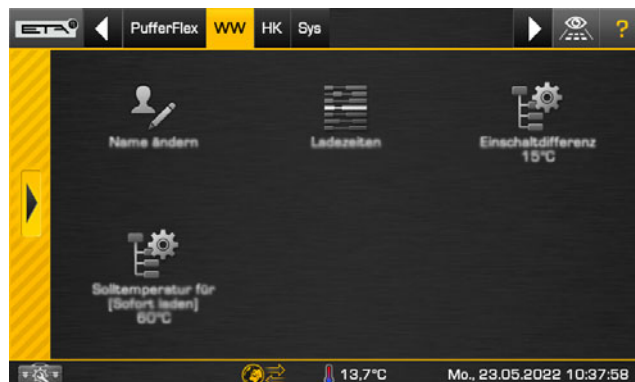 ETA PufferFlex WW HK Sys ?
Name ändern
Ladezeiten
Einschaltdifferenz
15°C
Solltemperatur für
[Sofort laden]
60°C
13,7°C Mo., 23.05.2022 10:37:58